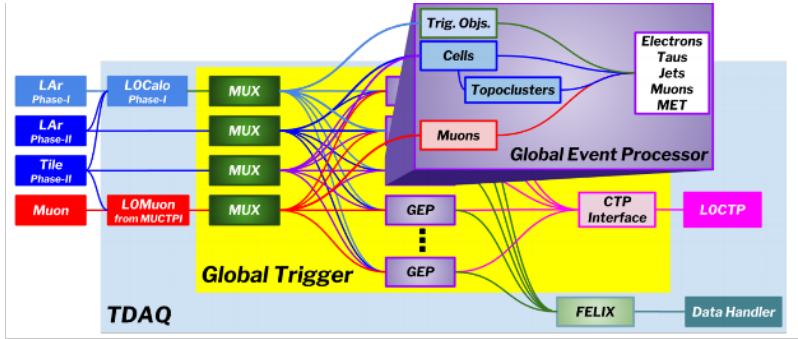 Trig. Objs.
Cells
Topoclusters
Muons
Electrons
Taus
Jets
Muons
MET
Global Event Processor
LAr
Phase-I
L0Calo
Phase-I
MUX
LAr
Phase-II
MUX
Tile
Phase-II
MUX
Muon
L0Muon
from MUCTPI
MUX
GEP
CTP
Interface
L0CTP
Global Trigger
GEP
TDAQ
FELIX
Data Handler